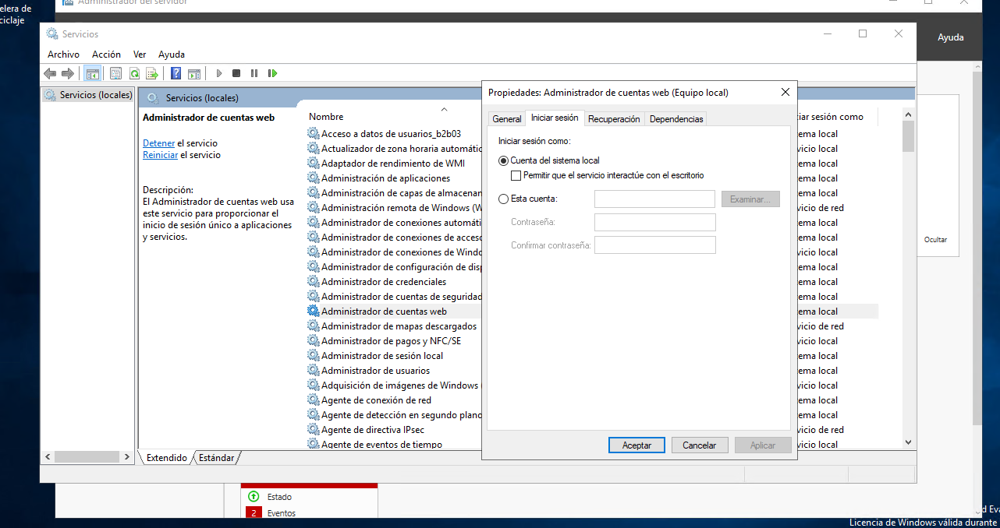 elera de
ciclaje
Administrador del servidor
Ayuda
Servicios
Archivo Acción Ver Ayuda
Servicios (locales)
Servicios (locales)
Administrador de cuentas web
Detener el servicio
Reiniciar el servicio
Descripción:
El Administrador de cuentas web usa
este servicio para proporcionar el
inicio de sesión único a aplicaciones
y servicios.
Nombre
Acceso a datos de usuarios_b2b03
Actualizador de zona horaria automátic
Adaptador de rendimiento de WMI
Administración de aplicaciones
Administración de capas de almacenan
Administración remota de Windows (W
Administrador de conexiones automáti
Administrador de conexiones de acceso
Administrador de conexiones de Windo
Administrador de configuración de disp
Administrador de credenciales
Administrador de cuentas de seguridad
Administrador de cuentas web
Administrador de mapas descargados
Administrador de pagos y NFC/SE
Administrador de sesión local
Administrador de usuarios
Adquisición de imágenes de Windows (
Agente de conexión de red
Agente de detección en segundo plano
Agente de directiva IPsec
Agente de eventos de tiempo
Propiedades: Administrador de cuentas web (Equipo local)
General Iniciar sesión Recuperación Dependencias
Iniciar sesión como:
Cuenta del sistema local
Permitir que el servicio interactúe con el escritorio
Esta cuenta:
Examinar...
Contraseña:
Confirmar contraseña:
Aceptar Cancelar Aplicar
iar sesión como
ema local
vicio local
ema local
ema local
ema local
vicio de red
ema local
ema local
vicio local
ema local
ema local
ema local
ema local
vicio de red
vicio local
ema local
ema local
vicio local
ema local
ema local
vicio de red
vicio local
Ocultar
Extendido Estándar
Estado
2 Eventos
d Eva
Licencia de Windows válida durante